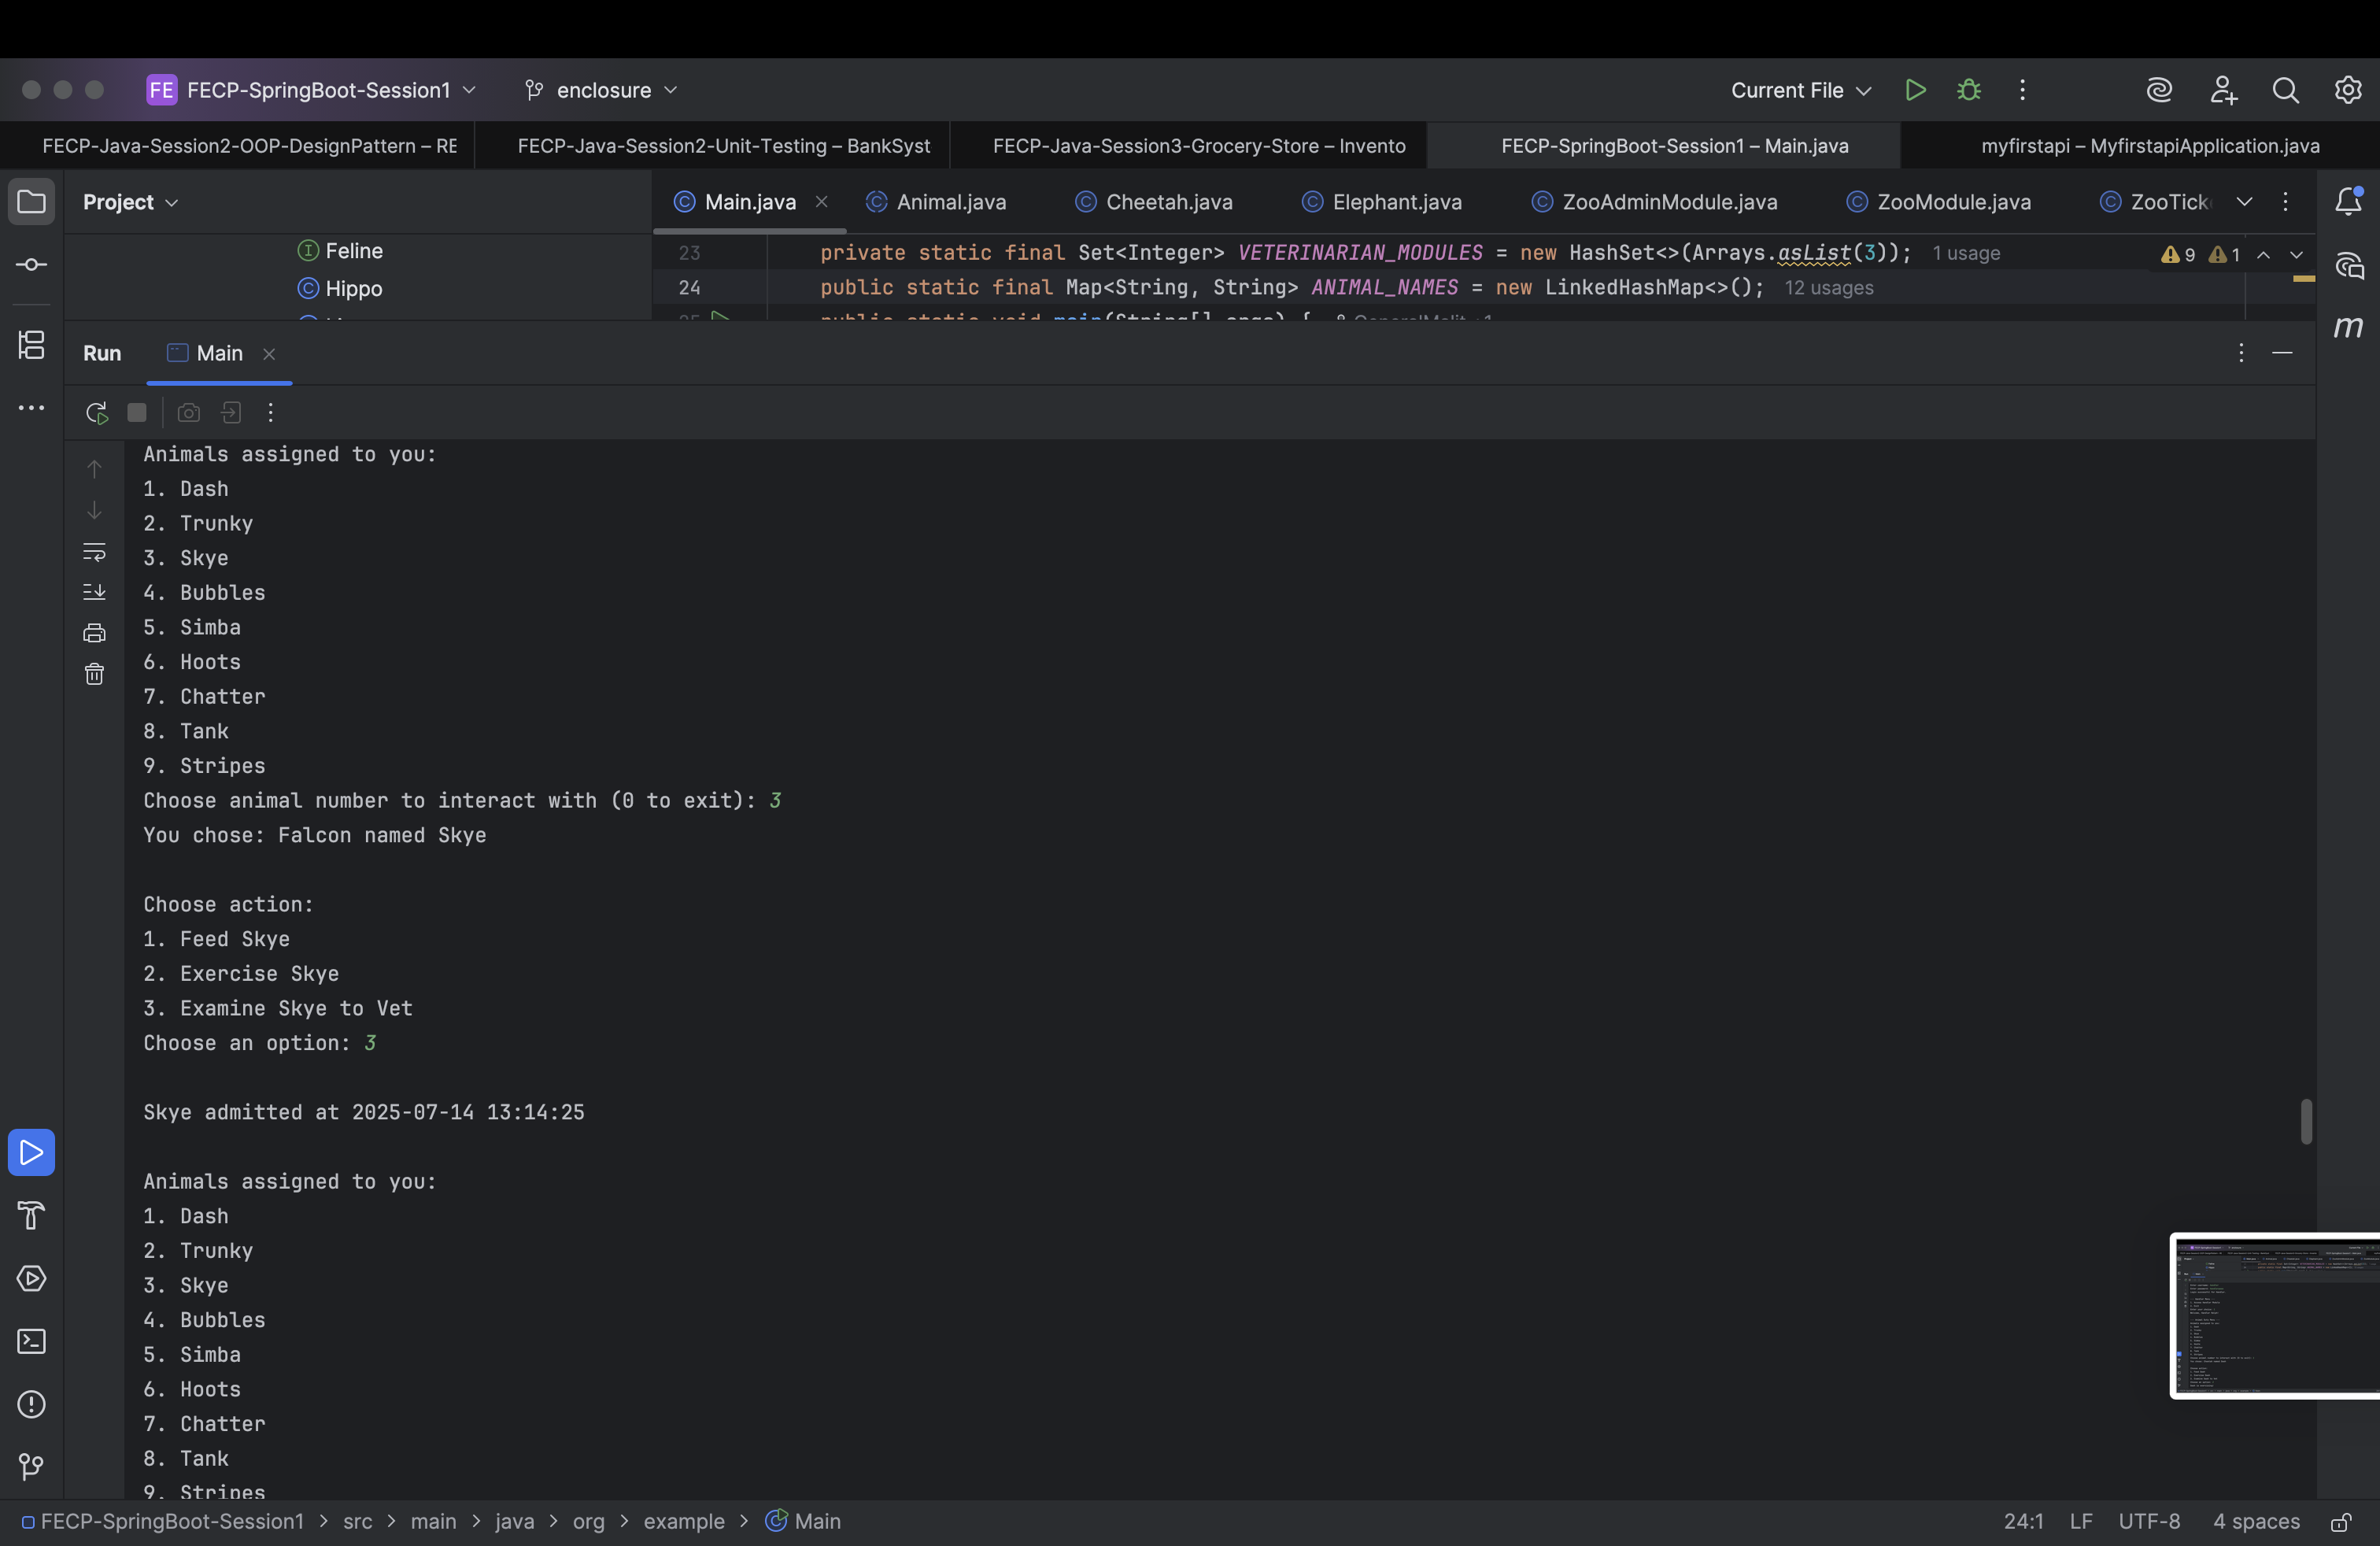 FE FECP-SpringBoot-Session1 enclosure Current File
FECP-Java-Session2-OOP-DesignPattern – RE FECP-Java-Session2-Unit-Testing – BankSyst FECP-Java-Session3-Grocery-Store – Invento FECP-SpringBoot-Session1 – Main.java myfirstapi – MyfirstapiApplication.java
Project Main.java Animal.java Cheetah.java Elephant.java ZooAdminModule.java ZooModule.java ZooTick
Feline
Hippo
23 private static final Set<Integer> VETERINARIAN_MODULES = new HashSet<>(Arrays.asList(3)); 1 usage 9 1
24 public static final Map<String, String> ANIMAL_NAMES = new LinkedHashMap<>(); 12 usages
25 public static void main(String[] args) {
Run Main
Animals assigned to you:
1. Dash
2. Trunky
3. Skye
4. Bubbles
5. Simba
6. Hoots
7. Chatter
8. Tank
9. Stripes
Choose animal number to interact with (0 to exit): 3
You chose: Falcon named Skye
Choose action:
1. Feed Skye
2. Exercise Skye
3. Examine Skye to Vet
Choose an option: 3
Skye admitted at 2025-07-14 13:14:25
Animals assigned to you:
1. Dash
2. Trunky
3. Skye
4. Bubbles
5. Simba
6. Hoots
7. Chatter
8. Tank
9. Stripes
FECP-SpringBoot-Session1 > src > main > java > org > example > Main 24:1 LF UTF-8 4 spaces